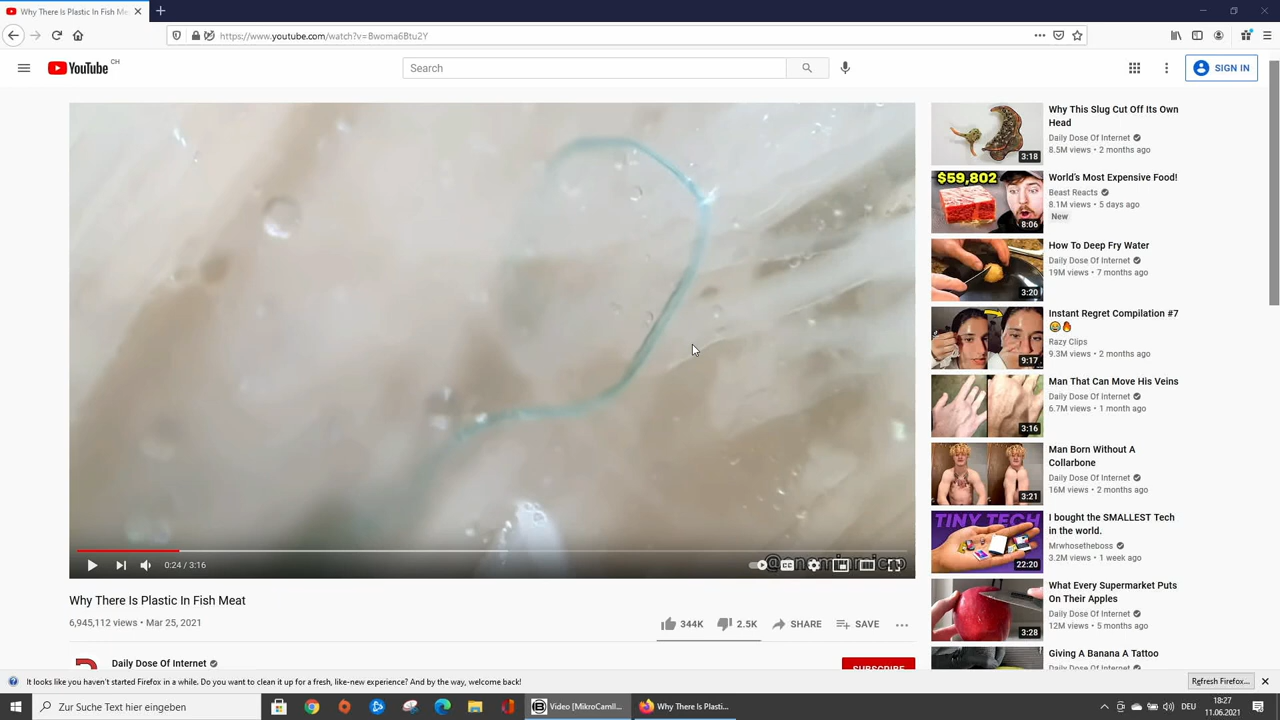 Why There Is Plastic In Fish Me
https://www.youtube.com/watch?v=Bwoma6Btu2Y
YouTube CH
Search
SIGN IN
0:24 / 3:16
CC
Why There Is Plastic In Fish Meat
6,945,112 views • Mar 25, 2021
344K
2.5K
SHARE
SAVE
Daily Dose Of Internet
SUBSCRIBE
Why This Slug Cut Off Its Own
Head
Daily Dose Of Internet
8.5M views • 2 months ago
3:18
$59,802
World's Most Expensive Food!
Beast Reacts
8.1M views • 5 days ago
New
8:06
How To Deep Fry Water
Daily Dose Of Internet
19M views • 7 months ago
3:20
Instant Regret Compilation #7
😂🔥
Razy Clips
9.3M views • 2 months ago
9:17
Man That Can Move His Veins
Daily Dose Of Internet
6.7M views • 1 month ago
3:16
Man Born Without A
Collarbone
Daily Dose Of Internet
16M views • 2 months ago
3:21
TINY TECH
I bought the SMALLEST Tech
in the world.
Mrwhosetheboss
3.2M views • 1 week ago
22:20
What Every Supermarket Puts
On Their Apples
Daily Dose Of Internet
12M views • 5 months ago
3:28
Giving A Banana A Tattoo
Daily Dose Of Internet
It looks like you haven't started Firefox in a while. Do you want to clean it up for a fresh, like-new experience? And by the way, welcome back!
Refresh Firefox...
Zur Suche Text hier eingeben
Video [MikroCamII...
Why There Is Plasti...
DEU
18:27
11.06.2021